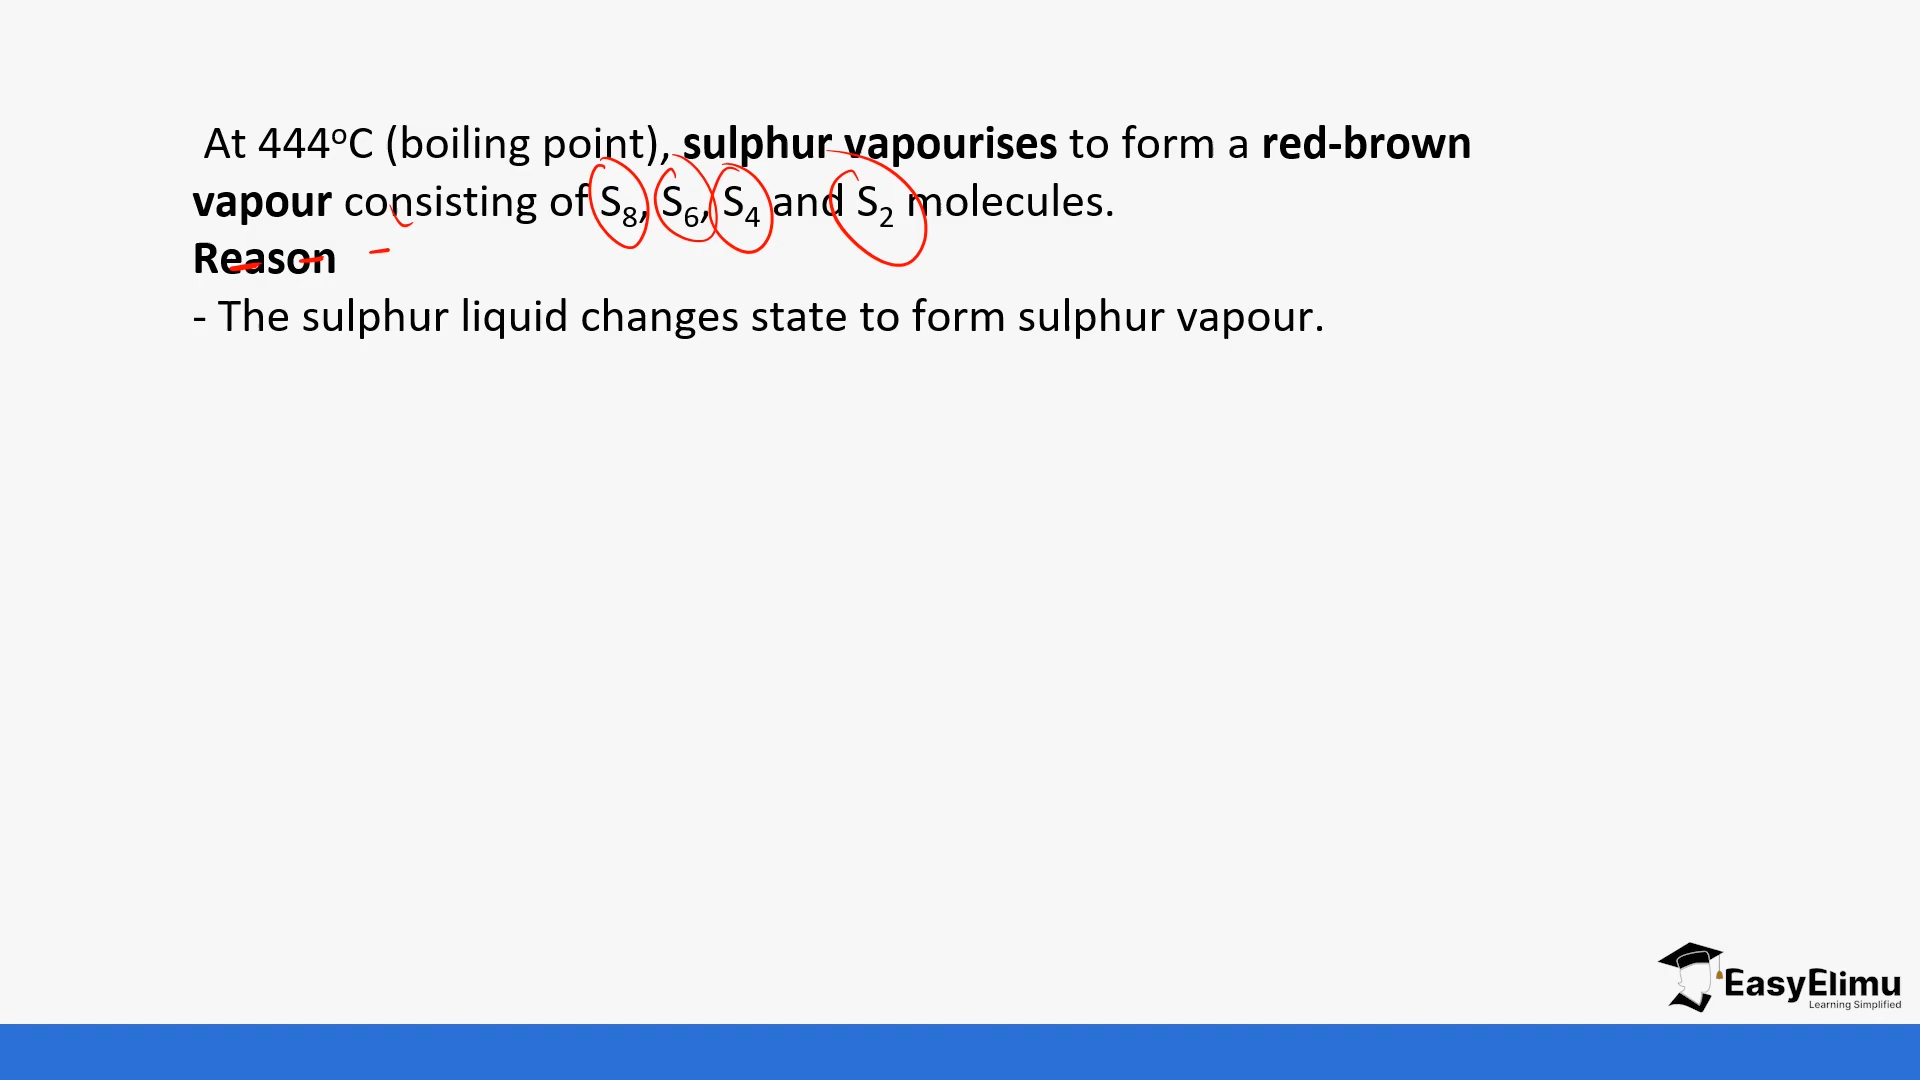 At 444ºC (boiling point), sulphur vapourises to form a red-brown
vapour consisting of S₈, S₆, S₄ and S₂ molecules.
Reason
- The sulphur liquid changes state to form sulphur vapour.
EasyElimu
Learning Simplified